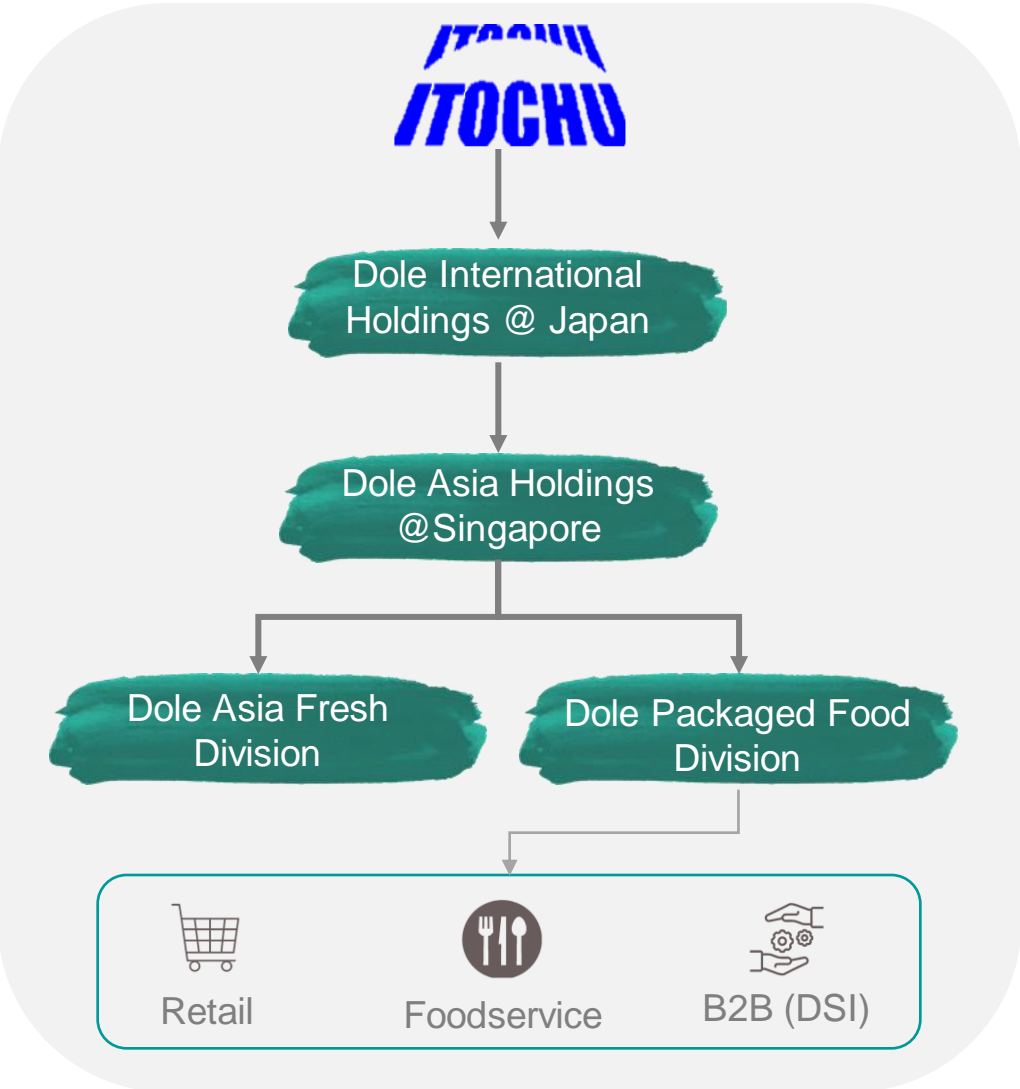 ITOCHU
ITOCHU
Dole International
Holdings @ Japan
Dole Asia Holdings
@Singapore
Dole Asia Fresh
Division
Dole Packaged Food
Division
Retail
Foodservice
B2B (DSI)